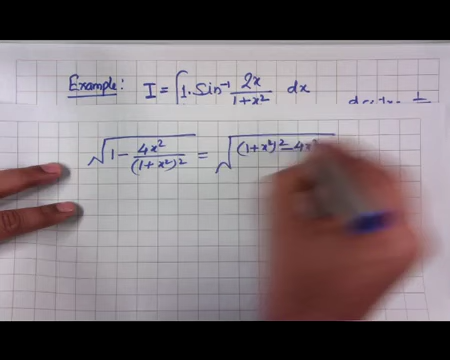 Example: I = ∫ 1. Sin⁻¹ 2x/(1+x²) dx
√(1 - 4x²/(1+x²)²) = √((1+x²)² - 4x²